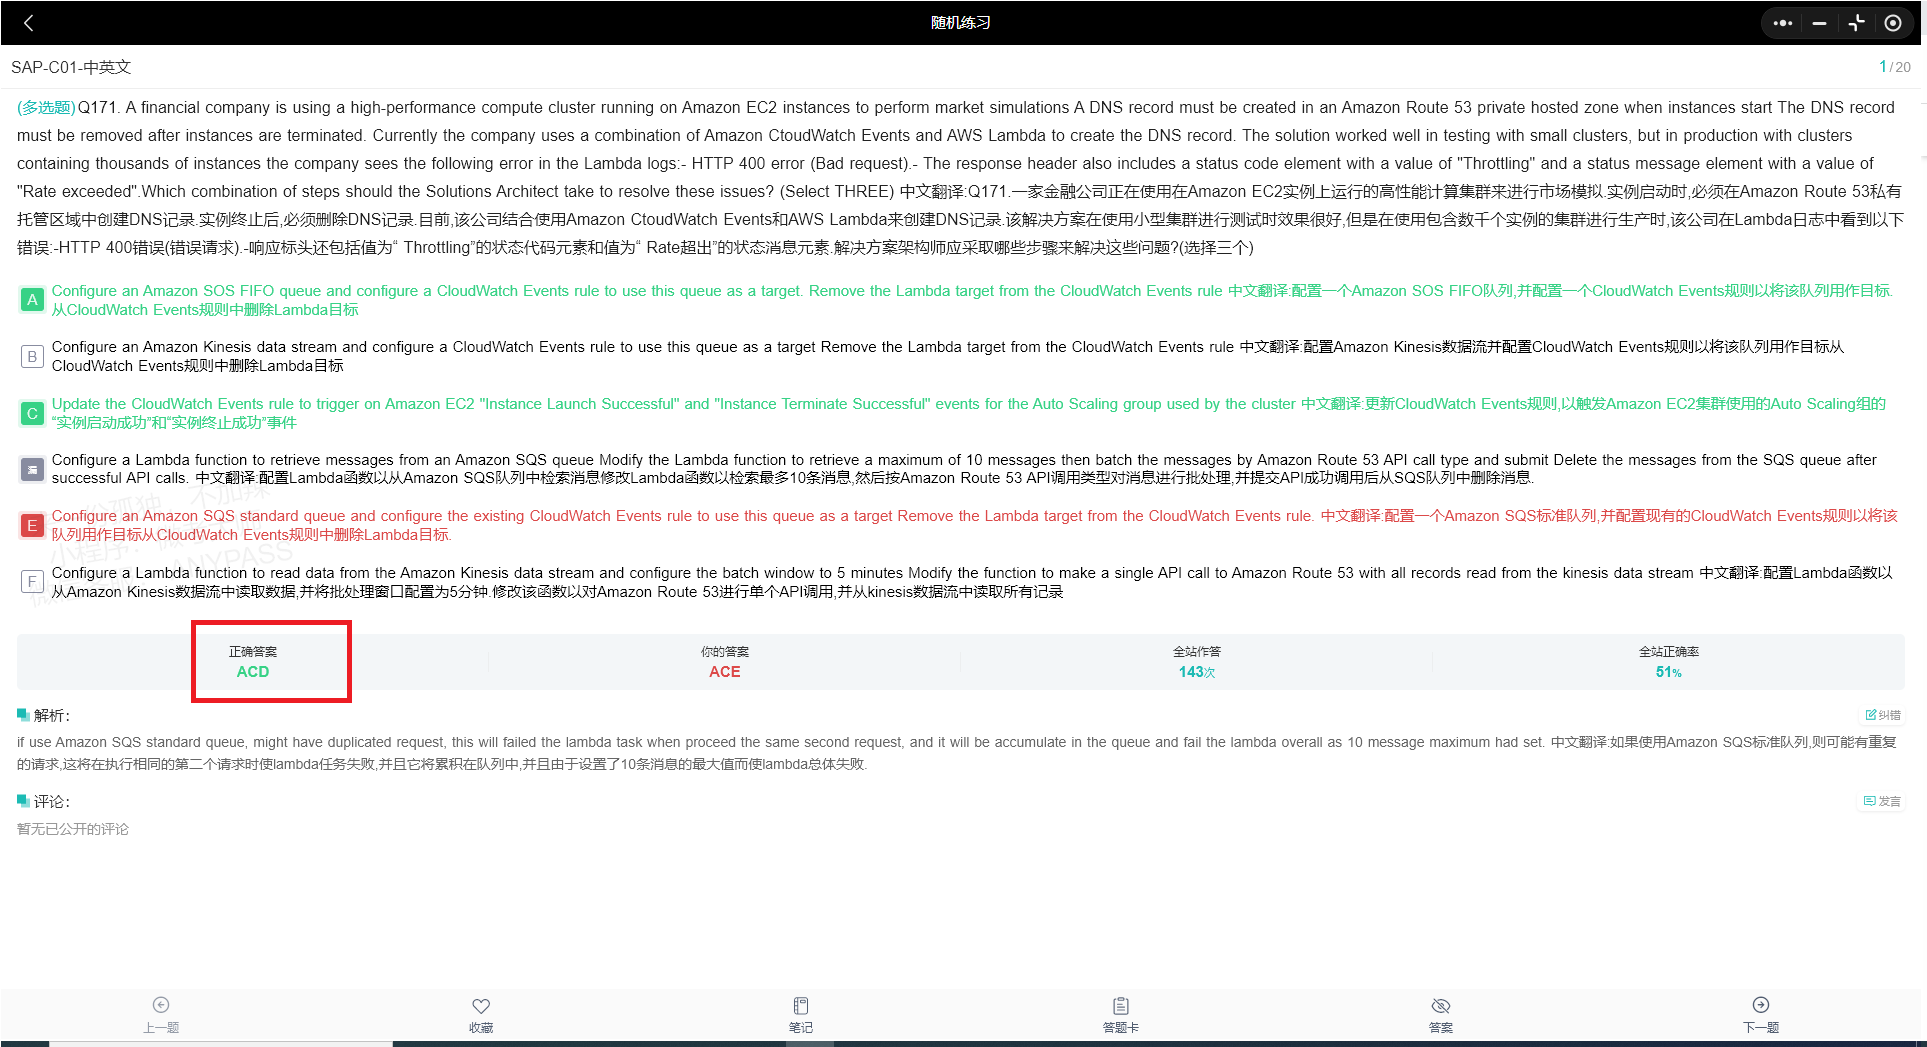 随机练习
SAP-C01-中英文
1/20
(多选题)Q171. A financial company is using a high-performance compute cluster running on Amazon EC2 instances to perform market simulations A DNS record must be created in an Amazon Route 53 private hosted zone when instances start The DNS record
must be removed after instances are terminated. Currently the company uses a combination of Amazon CtoudWatch Events and AWS Lambda to create the DNS record. The solution worked well in testing with small clusters, but in production with clusters
containing thousands of instances the company sees the following error in the Lambda logs:- HTTP 400 error (Bad request).- The response header also includes a status code element with a value of "Throttling" and a status message element with a value of
"Rate exceeded".Which combination of steps should the Solutions Architect take to resolve these issues? (Select THREE) 中文翻译:Q171.一家金融公司正在使用在Amazon EC2实例上运行的高性能计算集群来进行市场模拟.实例启动时,必须在Amazon Route 53私有
托管区域中创建DNS记录.实例终止后,必须删除DNS记录.目前,该公司结合使用Amazon CtoudWatch Events和AWS Lambda来创建DNS记录.该解决方案在使用小型集群进行测试时效果很好,但是在使用包含数千个实例的集群进行生产时,该公司在Lambda日志中看到以下
错误:-HTTP 400错误(错误请求).-响应标头还包括值为“ Throttling”的状态代码元素和值为“ Rate超出”的状态消息元素.解决方案架构师应采取哪些步骤来解决这些问题?(选择三个)
A Configure an Amazon SOS FIFO queue and configure a CloudWatch Events rule to use this queue as a target. Remove the Lambda target from the CloudWatch Events rule 中文翻译:配置一个Amazon SOS FIFO队列,并配置一个CloudWatch Events规则以将该队列用作目标.
从CloudWatch Events规则中删除Lambda目标
B Configure an Amazon Kinesis data stream and configure a CloudWatch Events rule to use this queue as a target Remove the Lambda target from the CloudWatch Events rule 中文翻译:配置Amazon Kinesis数据流并配置CloudWatch Events规则以将该队列用作目标从
CloudWatch Events规则中删除Lambda目标
C Update the CloudWatch Events rule to trigger on Amazon EC2 "Instance Launch Successful" and "Instance Terminate Successful" events for the Auto Scaling group used by the cluster 中文翻译:更新CloudWatch Events规则,以触发Amazon EC2集群使用的Auto Scaling组的
“实例启动成功”和“实例终止成功”事件
漏 Configure a Lambda function to retrieve messages from an Amazon SQS queue Modify the Lambda function to retrieve a maximum of 10 messages then batch the messages by Amazon Route 53 API call type and submit Delete the messages from the SQS queue after
successful API calls. 中文翻译:配置Lambda函数以从Amazon SQS队列中检索消息修改Lambda函数以检索最多10条消息,然后按Amazon Route 53 API调用类型对消息进行批处理,并提交API成功调用后从SQS队列中删除消息.
E Configure an Amazon SQS standard queue and configure the existing CloudWatch Events rule to use this queue as a target Remove the Lambda target from the CloudWatch Events rule. 中文翻译:配置一个Amazon SQS标准队列,并配置现有的CloudWatch Events规则以将该
队列用作目标从CloudWatch Events规则中删除Lambda目标.
F Configure a Lambda function to read data from the Amazon Kinesis data stream and configure the batch window to 5 minutes Modify the function to make a single API call to Amazon Route 53 with all records read from the kinesis data stream 中文翻译:配置Lambda函数以
从Amazon Kinesis数据流中读取数据,并将批处理窗口配置为5分钟.修改该函数以对Amazon Route 53进行单个API调用,并从kinesis数据流中读取所有记录
正确答案 你的答案 全站作答 全站正确率
ACD ACE 143次 51%
解析: 纠错
if use Amazon SQS standard queue, might have duplicated request, this will failed the lambda task when proceed the same second request, and it will be accumulate in the queue and fail the lambda overall as 10 message maximum had set. 中文翻译:如果使用Amazon SQS标准队列,则可能有重复
的请求,这将在执行相同的第二个请求时使lambda任务失败,并且它将累积在队列中,并且由于设置了10条消息的最大值而使lambda总体失败.
评论: 发言
暂无已公开的评论
上一题 收藏 笔记 答题卡 答案 下一题